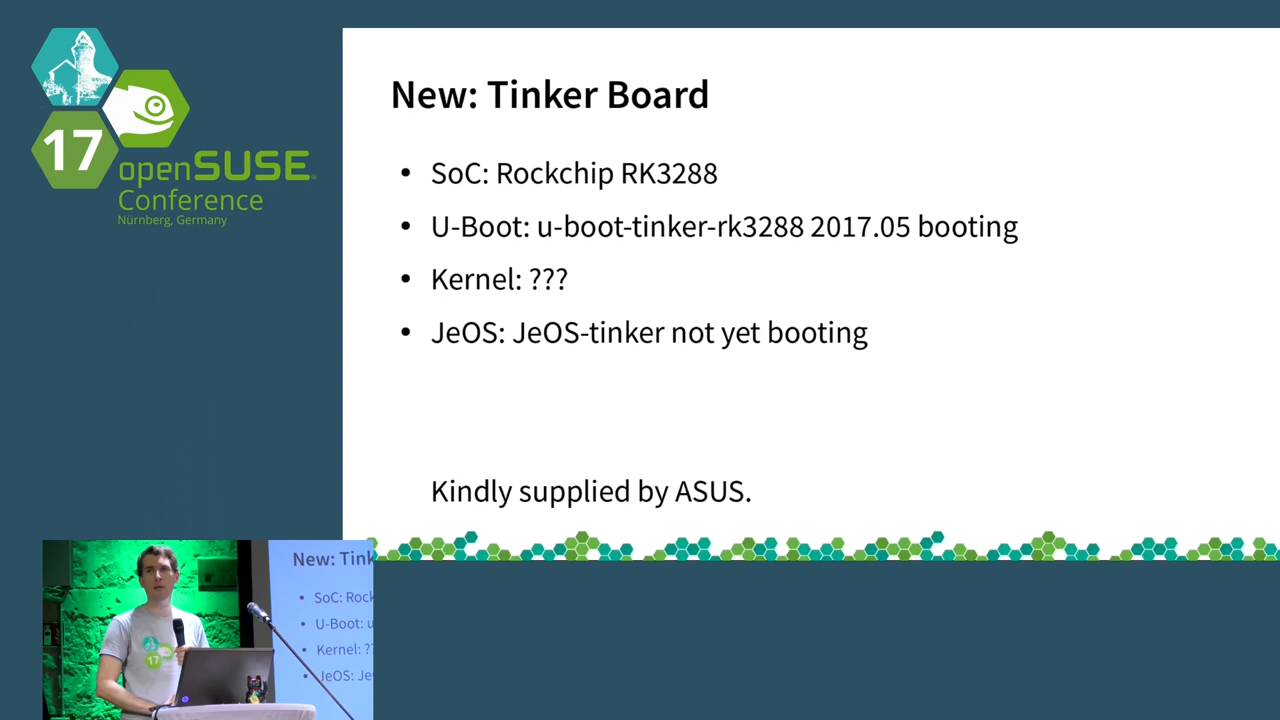 17
openSUSE
Conference
Nürnberg, Germany
New: Tinker Board
• SoC: Rockchip RK3288
• U-Boot: u-boot-tinker-rk3288 2017.05 booting
• Kernel: ???
• JeOS: JeOS-tinker not yet booting
Kindly supplied by ASUS.
New: Tink
• SoC: Rock
• U-Boot: u
• Kernel: ??
• JeOS: Je
17